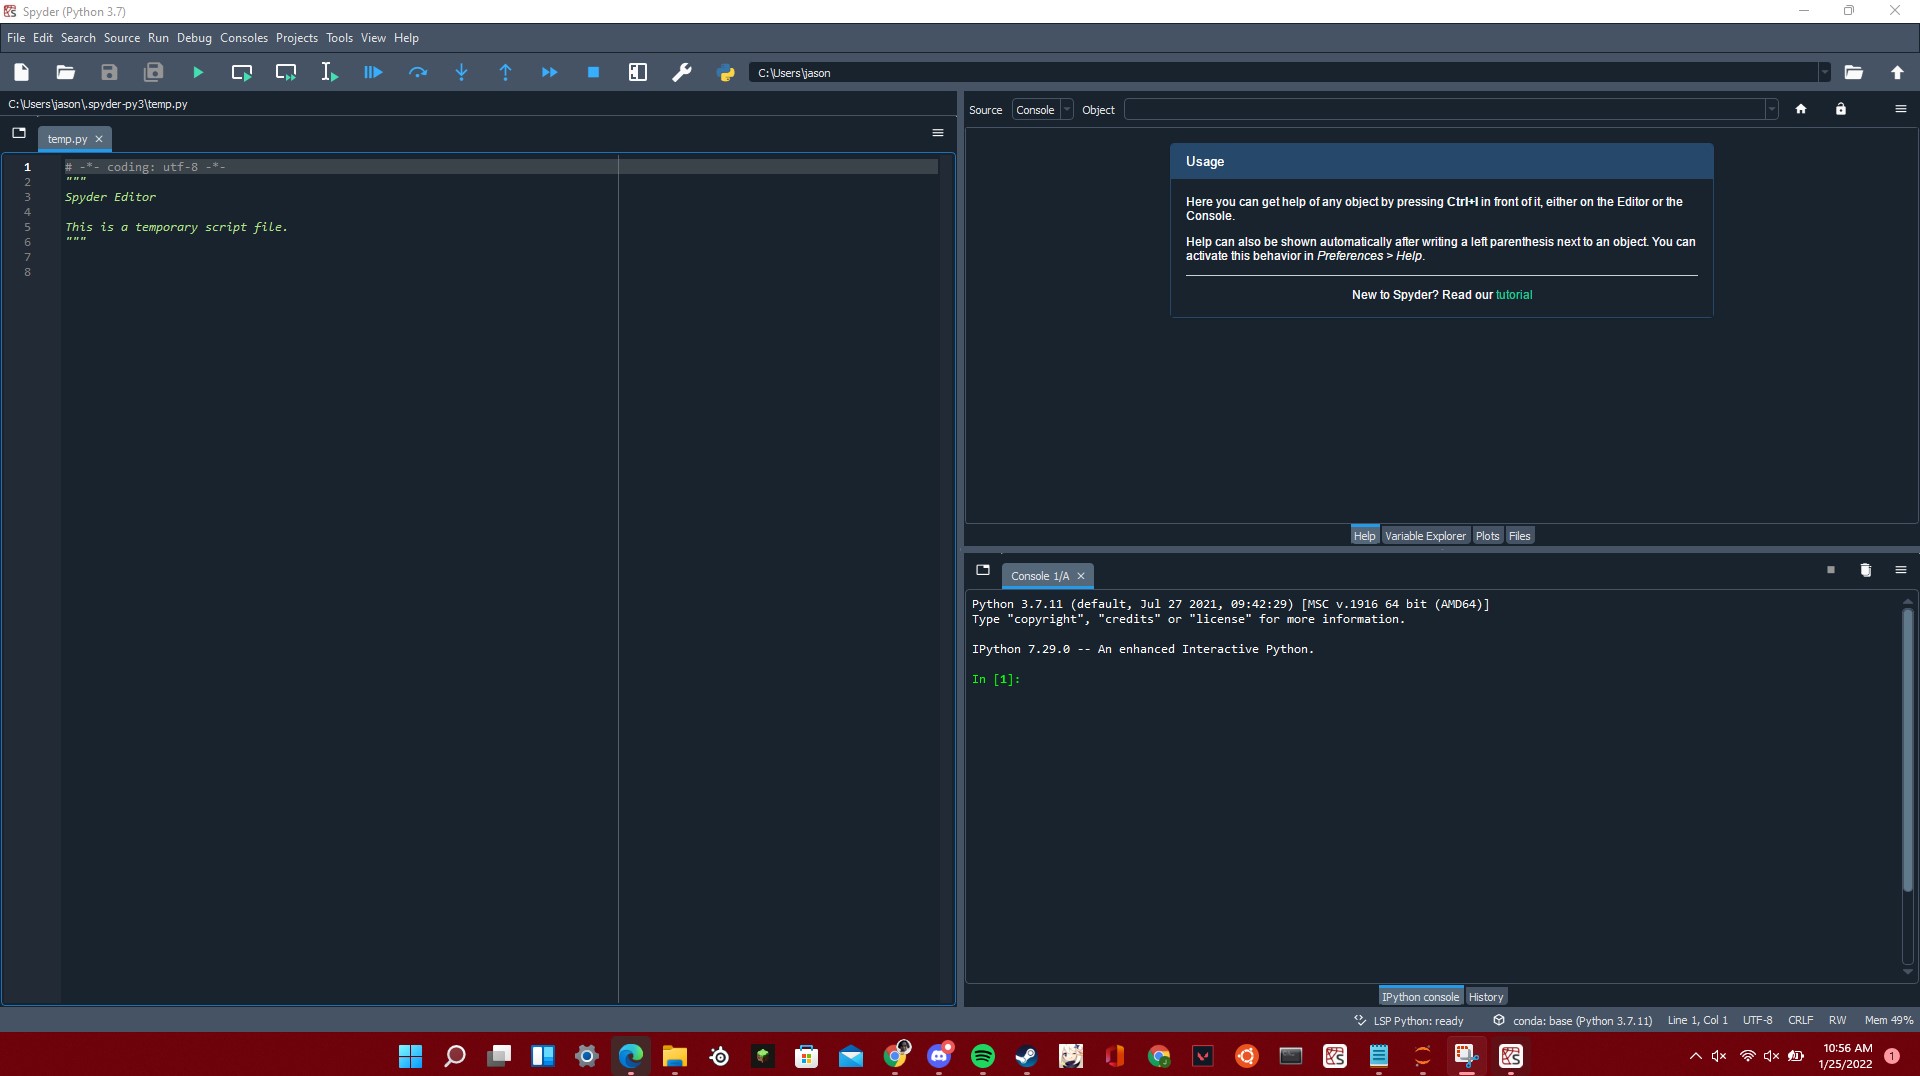 Spyder (Python 3.7)
File Edit Search Source Run Debug Consoles Projects Tools View Help
C:\Users\jason
C:\Users\jason\.spyder-py3\temp.py
temp.py
1 # -*- coding: utf-8 -*-
2 """
3 Spyder Editor
4
5 This is a temporary script file.
6 """
7
8
Source Console Object
Usage
Here you can get help of any object by pressing Ctrl+I in front of it, either on the Editor or the
Console.
Help can also be shown automatically after writing a left parenthesis next to an object. You can
activate this behavior in Preferences > Help.
New to Spyder? Read our tutorial
Help Variable Explorer Plots Files
Console 1/A
Python 3.7.11 (default, Jul 27 2021, 09:42:29) [MSC v.1916 64 bit (AMD64)]
Type "copyright", "credits" or "license" for more information.
IPython 7.29.0 -- An enhanced Interactive Python.
In [1]:
IPython console History
LSP Python: ready conda: base (Python 3.7.11) Line 1, Col 1 UTF-8 CRLF RW Mem 49%
10:56 AM
1/25/2022
1